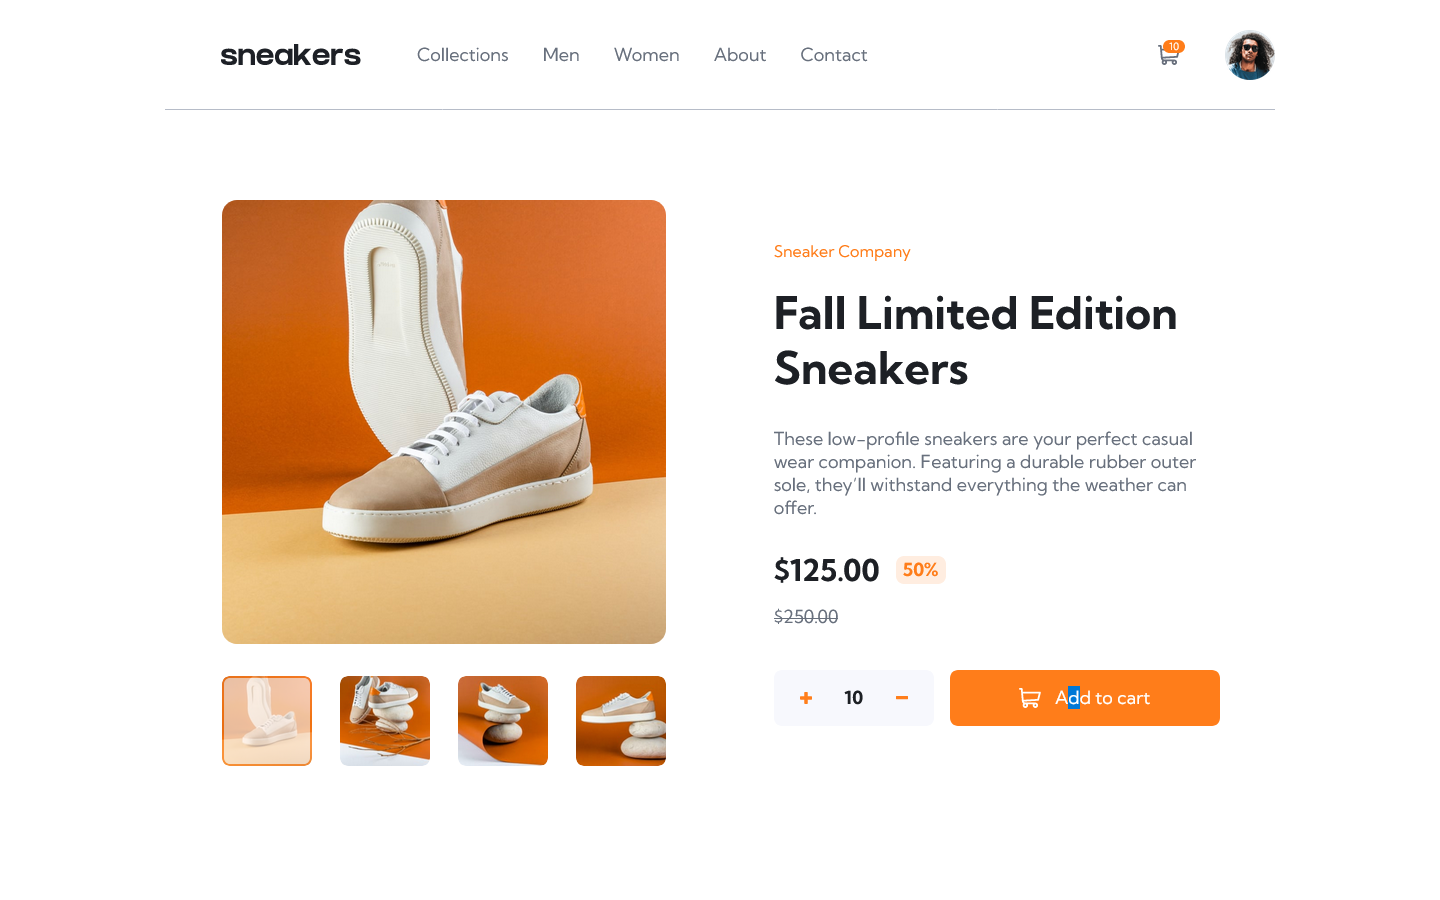 sneakers
Collections Men Women About Contact
10
Sneaker Company
Fall Limited Edition
Sneakers
These low-profile sneakers are your perfect casual
wear companion. Featuring a durable rubber outer
sole, they’ll withstand everything the weather can
offer.
$125.00 50%
$250.00
+ 10 −
Add to cart